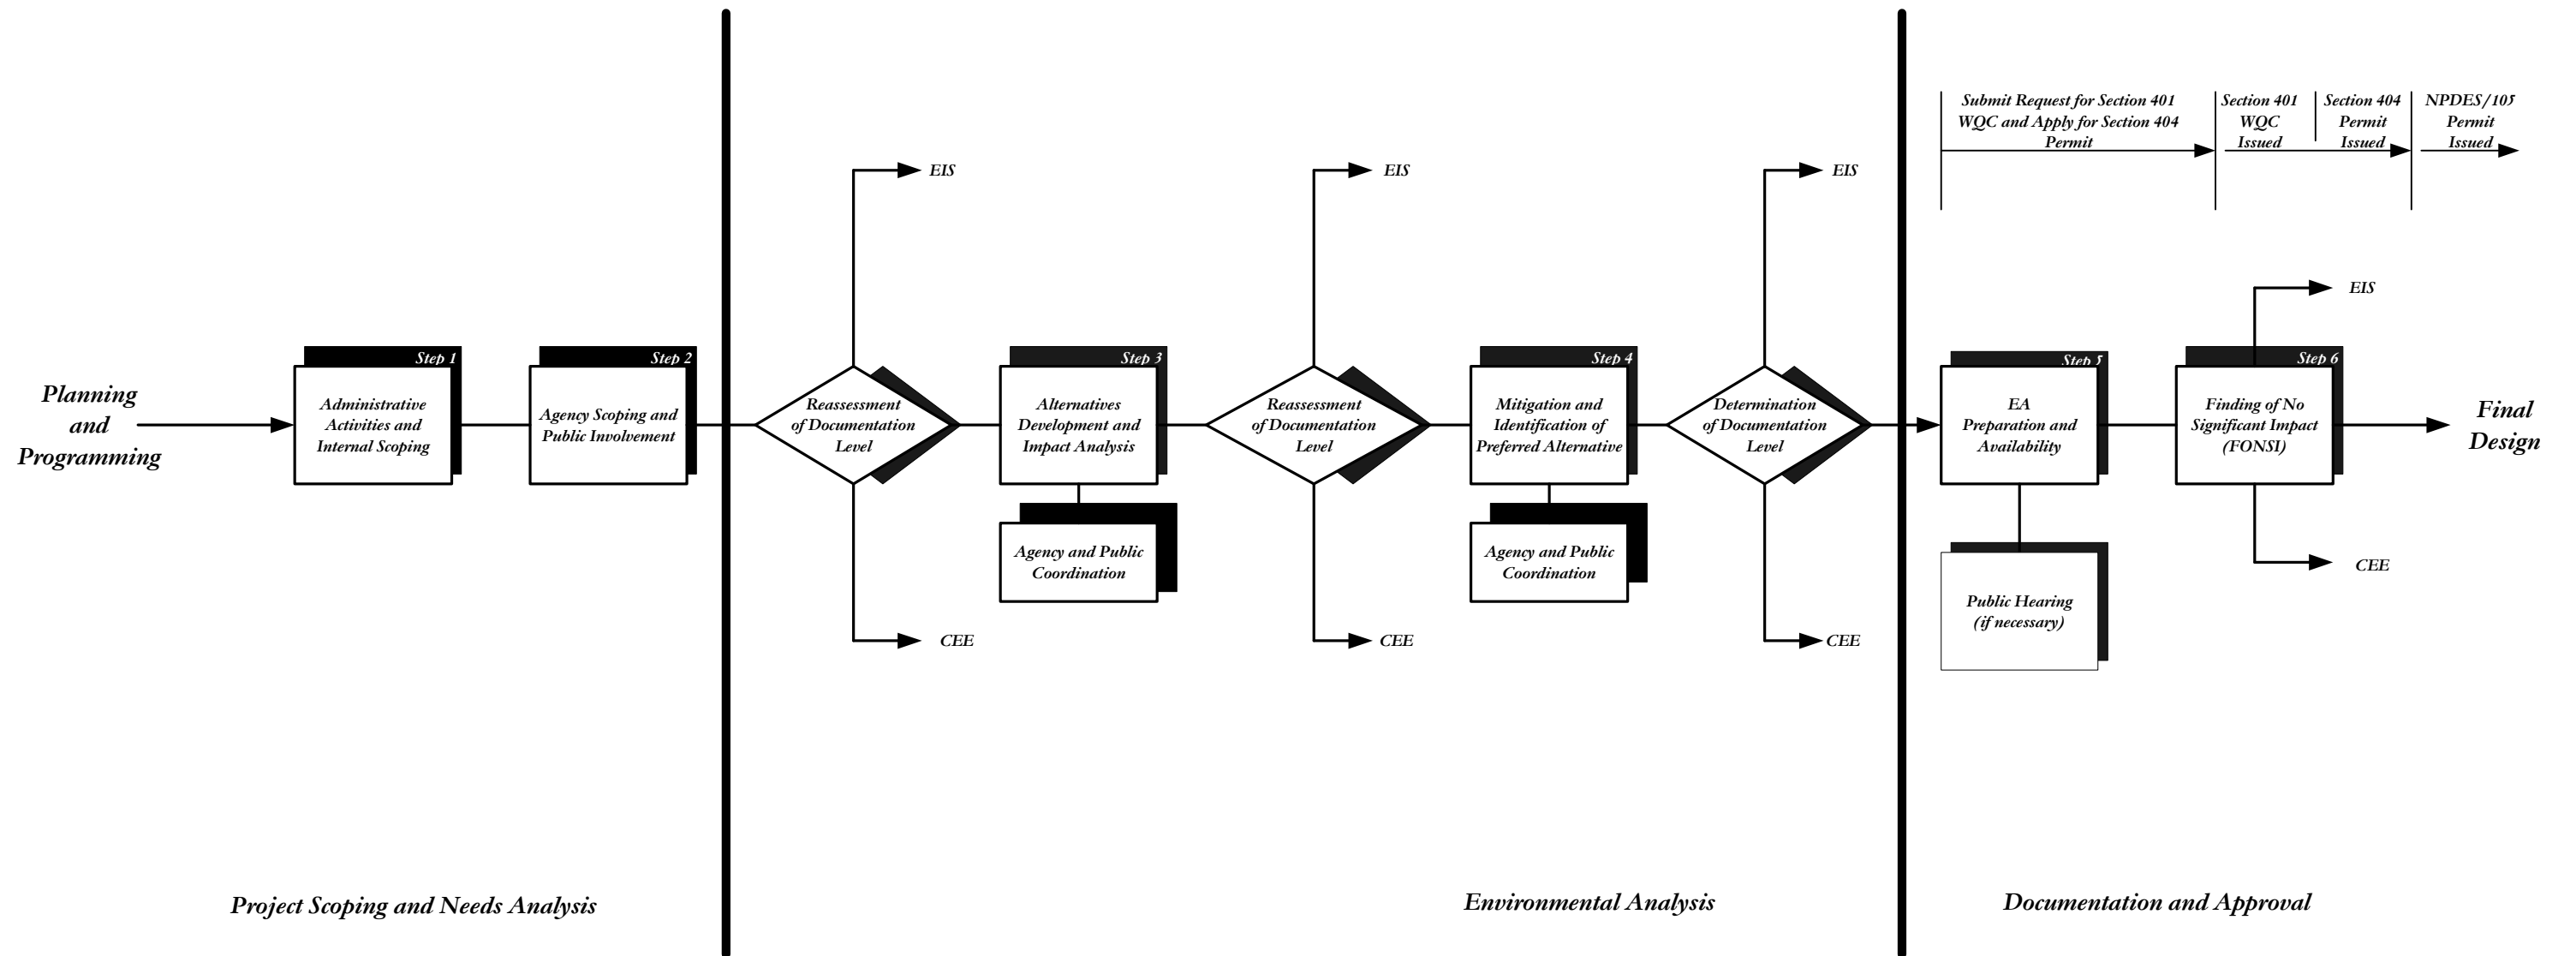 Submit Request for Section 401
WQC and Apply for Section 404
Permit
Section 401
WQC
Issued
Section 404
Permit
Issued
NPDES/105
Permit
Issued
EIS
EIS
EIS
EIS
Planning
and
Programming
Step 1
Administrative
Activities and
Internal Scoping
Step 2
Agency Scoping and
Public Involvement
Reassessment
of Documentation
Level
Step 3
Alternatives
Development and
Impact Analysis
Reassessment
of Documentation
Level
Step 4
Mitigation and
Identification of
Preferred Alternative
Determination
of Documentation
Level
Step 5
EA
Preparation and
Availability
Step 6
Finding of No
Significant Impact
(FONSI)
Final
Design
Agency and Public
Coordination
Agency and Public
Coordination
Public Hearing
(if necessary)
CEE
CEE
CEE
CEE
Project Scoping and Needs Analysis
Environmental Analysis
Documentation and Approval